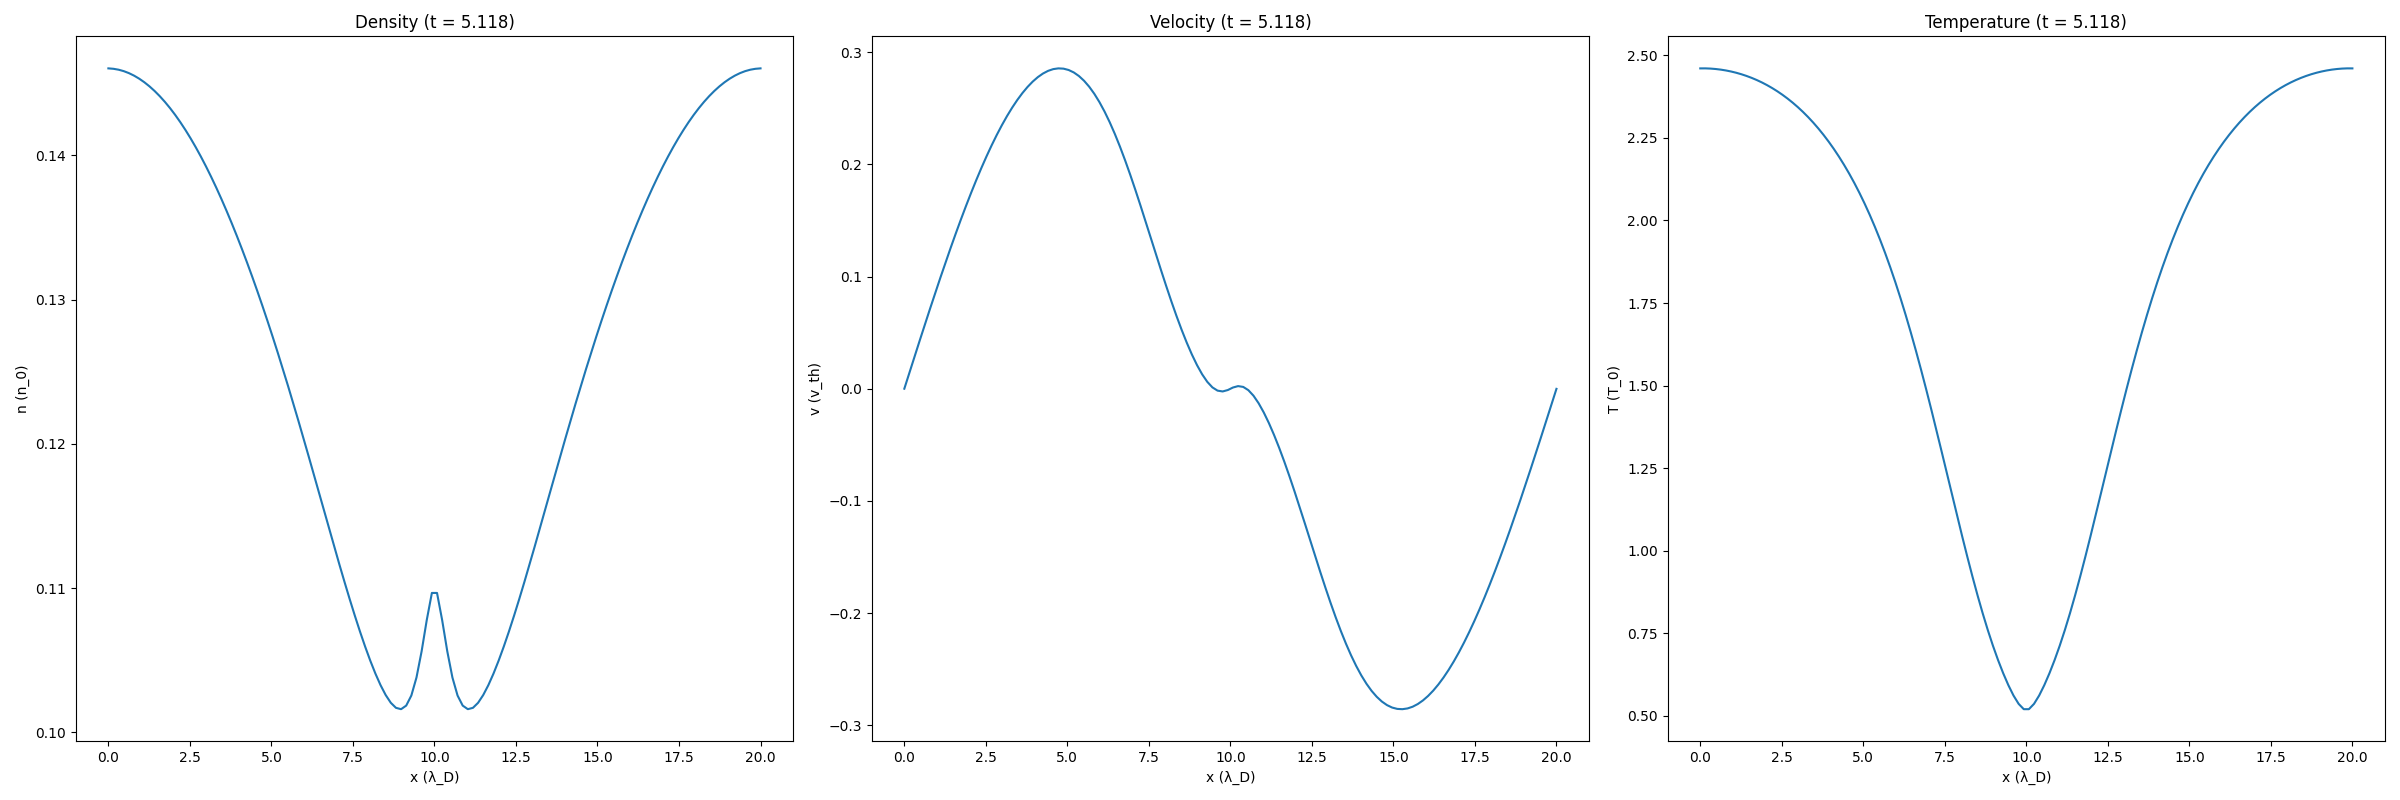 Density (t = 5.118)
n (n_0)
0.14
0.13
0.12
0.11
0.10
0.0 2.5 5.0 7.5 10.0 12.5 15.0 17.5 20.0
x (λ_D)
Velocity (t = 5.118)
v (v_th)
0.3
0.2
0.1
0.0
−0.1
−0.2
−0.3
0.0 2.5 5.0 7.5 10.0 12.5 15.0 17.5 20.0
x (λ_D)
Temperature (t = 5.118)
T (T_0)
2.50
2.25
2.00
1.75
1.50
1.25
1.00
0.75
0.50
0.0 2.5 5.0 7.5 10.0 12.5 15.0 17.5 20.0
x (λ_D)